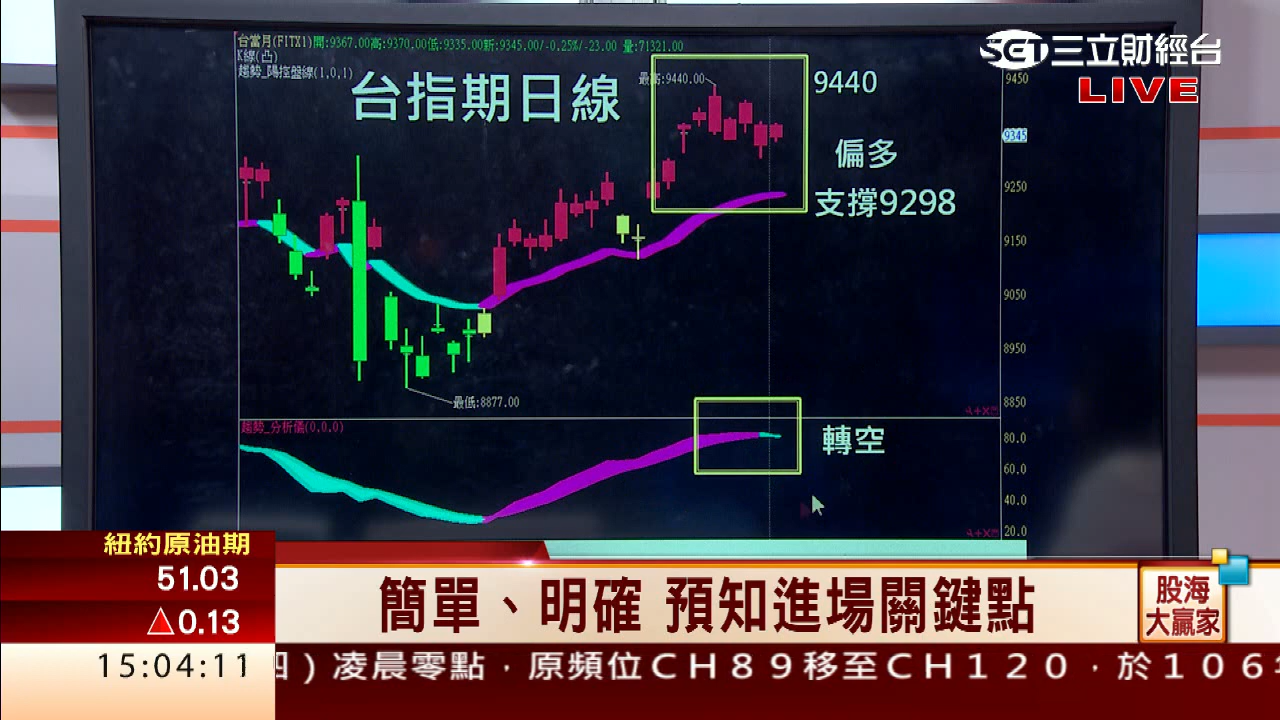 台當月(FITX1)開:9367.00高:9370.00低:9335.00新:9345.00/-0.25%/-23.00 量:71321.00
K線(凸)
趨勢_陽控盤線(1,0,1)
台指期日線
最高:9440.00
9440
偏多
支撐9298
SET三立財經台
LIVE
9450
9345
9250
9150
9050
8950
8850
最低:8877.00
趨勢_分析儀(0,0,0)
轉空
80.0
60.0
40.0
20.0
紐約原油期
51.03
△0.13
15:04:11
簡單、明確 預知進場關鍵點
股海
大贏家
四）凌晨零點，原頻位CH89移至CH120，於106年